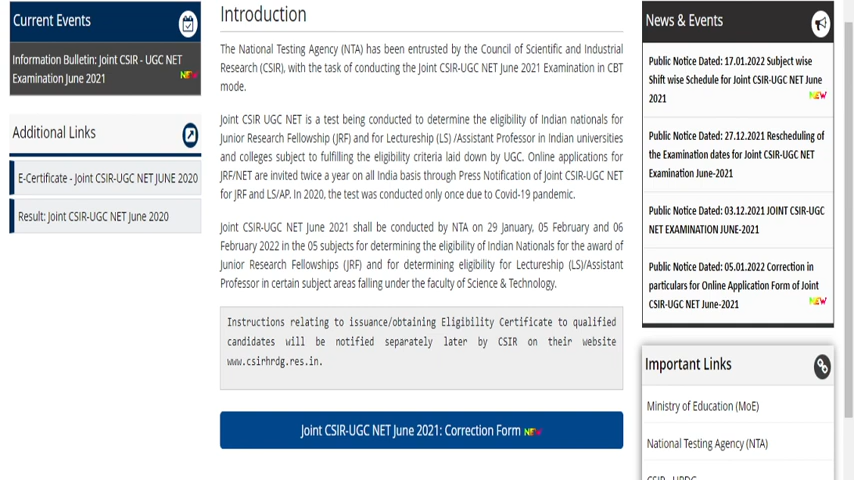 Current Events
Information Bulletin: Joint CSIR - UGC NET
Examination June 2021
NEW
Additional Links
E-Certificate - Joint CSIR-UGC NET JUNE 2020
Result: Joint CSIR-UGC NET June 2020
Introduction
The National Testing Agency (NTA) has been entrusted by the Council of Scientific and Industrial
Research (CSIR), with the task of conducting the Joint CSIR-UGC NET June 2021 Examination in CBT
mode.
Joint CSIR UGC NET is a test being conducted to determine the eligibility of Indian nationals for
Junior Research Fellowship (JRF) and for Lectureship (LS) /Assistant Professor in Indian universities
and colleges subject to fulfilling the eligibility criteria laid down by UGC. Online applications for
JRF/NET are invited twice a year on all India basis through Press Notification of Joint CSIR-UGC NET
for JRF and LS/AP. In 2020, the test was conducted only once due to Covid-19 pandemic.
Joint CSIR-UGC NET June 2021 shall be conducted by NTA on 29 January, 05 February and 06
February 2022 in the 05 subjects for determining the eligibility of Indian Nationals for the award of
Junior Research Fellowships (JRF) and for determining eligibility for Lectureship (LS)/Assistant
Professor in certain subject areas falling under the faculty of Science & Technology.
Instructions relating to issuance/obtaining Eligibility Certificate to qualified
candidates will be notified separately later by CSIR on their website
www.csirhrdg.res.in.
Joint CSIR-UGC NET June 2021: Correction Form NEW
News & Events
Public Notice Dated: 17.01.2022 Subject wise
Shift wise Schedule for Joint CSIR-UGC NET June
2021 NEW
Public Notice Dated: 27.12.2021 Rescheduling of
the Examination dates for Joint CSIR-UGC NET
Examination June-2021
Public Notice Dated: 03.12.2021 JOINT CSIR-UGC
NET EXAMINATION JUNE-2021
Public Notice Dated: 05.01.2022 Correction in
particulars for Online Application Form of Joint
CSIR-UGC NET June-2021 NEW
Important Links
Ministry of Education (MoE)
National Testing Agency (NTA)